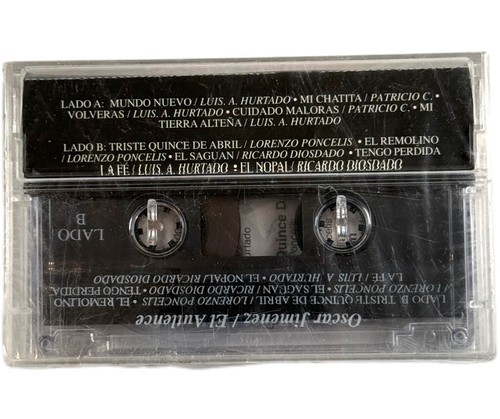 LADO A: MUNDO NUEVO / LUIS. A. HURTADO • MI CHATITA / PATRICIO C. •
VOLVERAS / LUIS. A. HURTADO • CUIDADO MALORAS / PATRICIO C. • MI
TIERRA ALTEÑA / LUIS. A. HURTADO
LADO B: TRISTE QUINCE DE ABRIL / LORENZO PONCELIS • EL REMOLINO
/ LORENZO PONCELIS • EL SAGUAN / RICARDO DIOSDADO • TENGO PERDIDA
LA FE / LUIS. A. HURTADO • EL NOPAL / RICARDO DIOSDADO
LADO
B
Quince D
Oscar Jimenez / El Autlence
LADO B TRISTE QUINCE DE ABRIL / LORENZO PONCELIS • EL REMOLINO
/ LORENZO PONCELIS • EL SAGUAN / RICARDO DIOSDADO • TENGO PERDIDA
LA FE / LUIS A HURTADO • EL NOPAL / RICARDO DIOSDADO